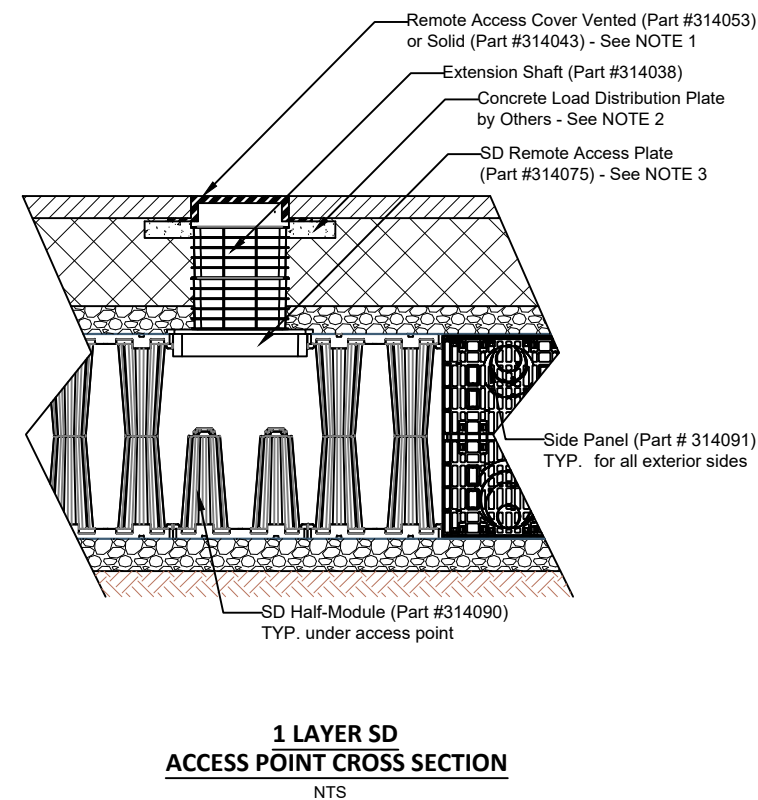 Remote Access Cover Vented (Part #314053)
or Solid (Part #314043) - See NOTE 1
Extension Shaft (Part #314038)
Concrete Load Distribution Plate
by Others - See NOTE 2
SD Remote Access Plate
(Part #314075) - See NOTE 3
Side Panel (Part # 314091)
TYP. for all exterior sides
SD Half-Module (Part #314090)
TYP. under access point
1 LAYER SD
ACCESS POINT CROSS SECTION
NTS